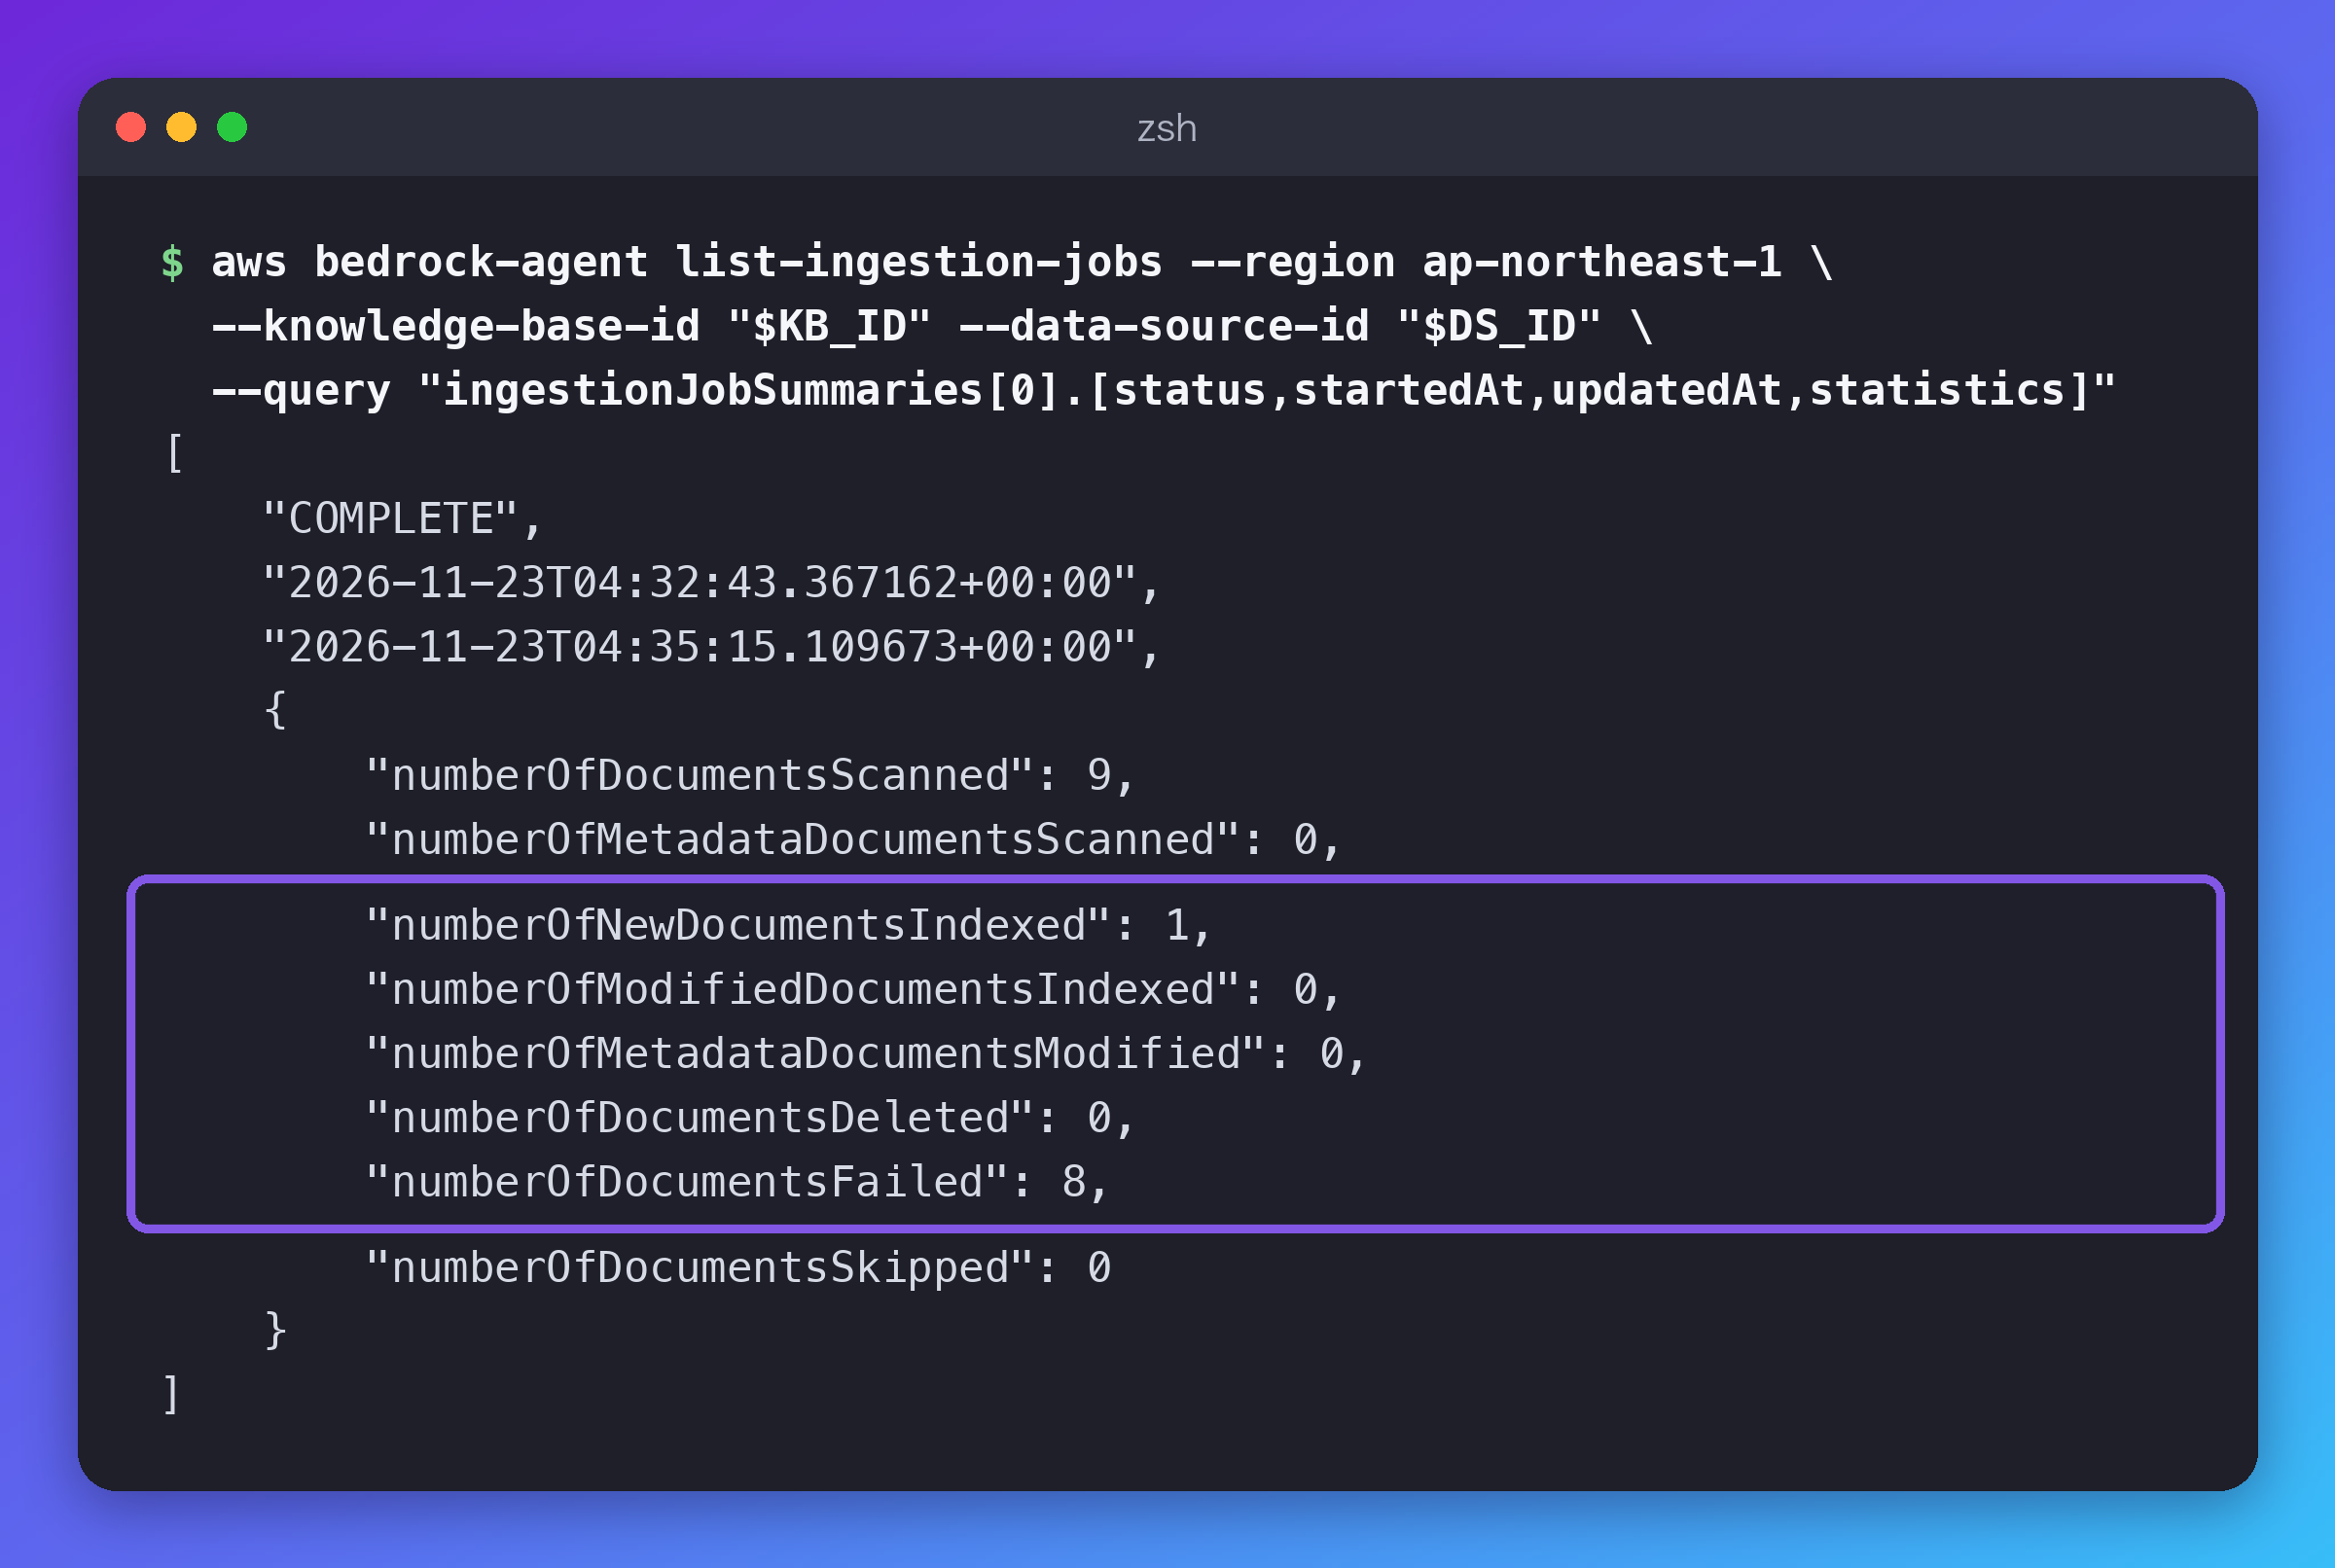 zsh
$ aws bedrock-agent list-ingestion-jobs --region ap-northeast-1 \
  --knowledge-base-id "$KB_ID" --data-source-id "$DS_ID" \
  --query "ingestionJobSummaries[0].[status,startedAt,updatedAt,statistics]"
[
    "COMPLETE",
    "2026-11-23T04:32:43.367162+00:00",
    "2026-11-23T04:35:15.109673+00:00",
    {
        "numberOfDocumentsScanned": 9,
        "numberOfMetadataDocumentsScanned": 0,
        "numberOfNewDocumentsIndexed": 1,
        "numberOfModifiedDocumentsIndexed": 0,
        "numberOfMetadataDocumentsModified": 0,
        "numberOfDocumentsDeleted": 0,
        "numberOfDocumentsFailed": 8,
        "numberOfDocumentsSkipped": 0
    }
]